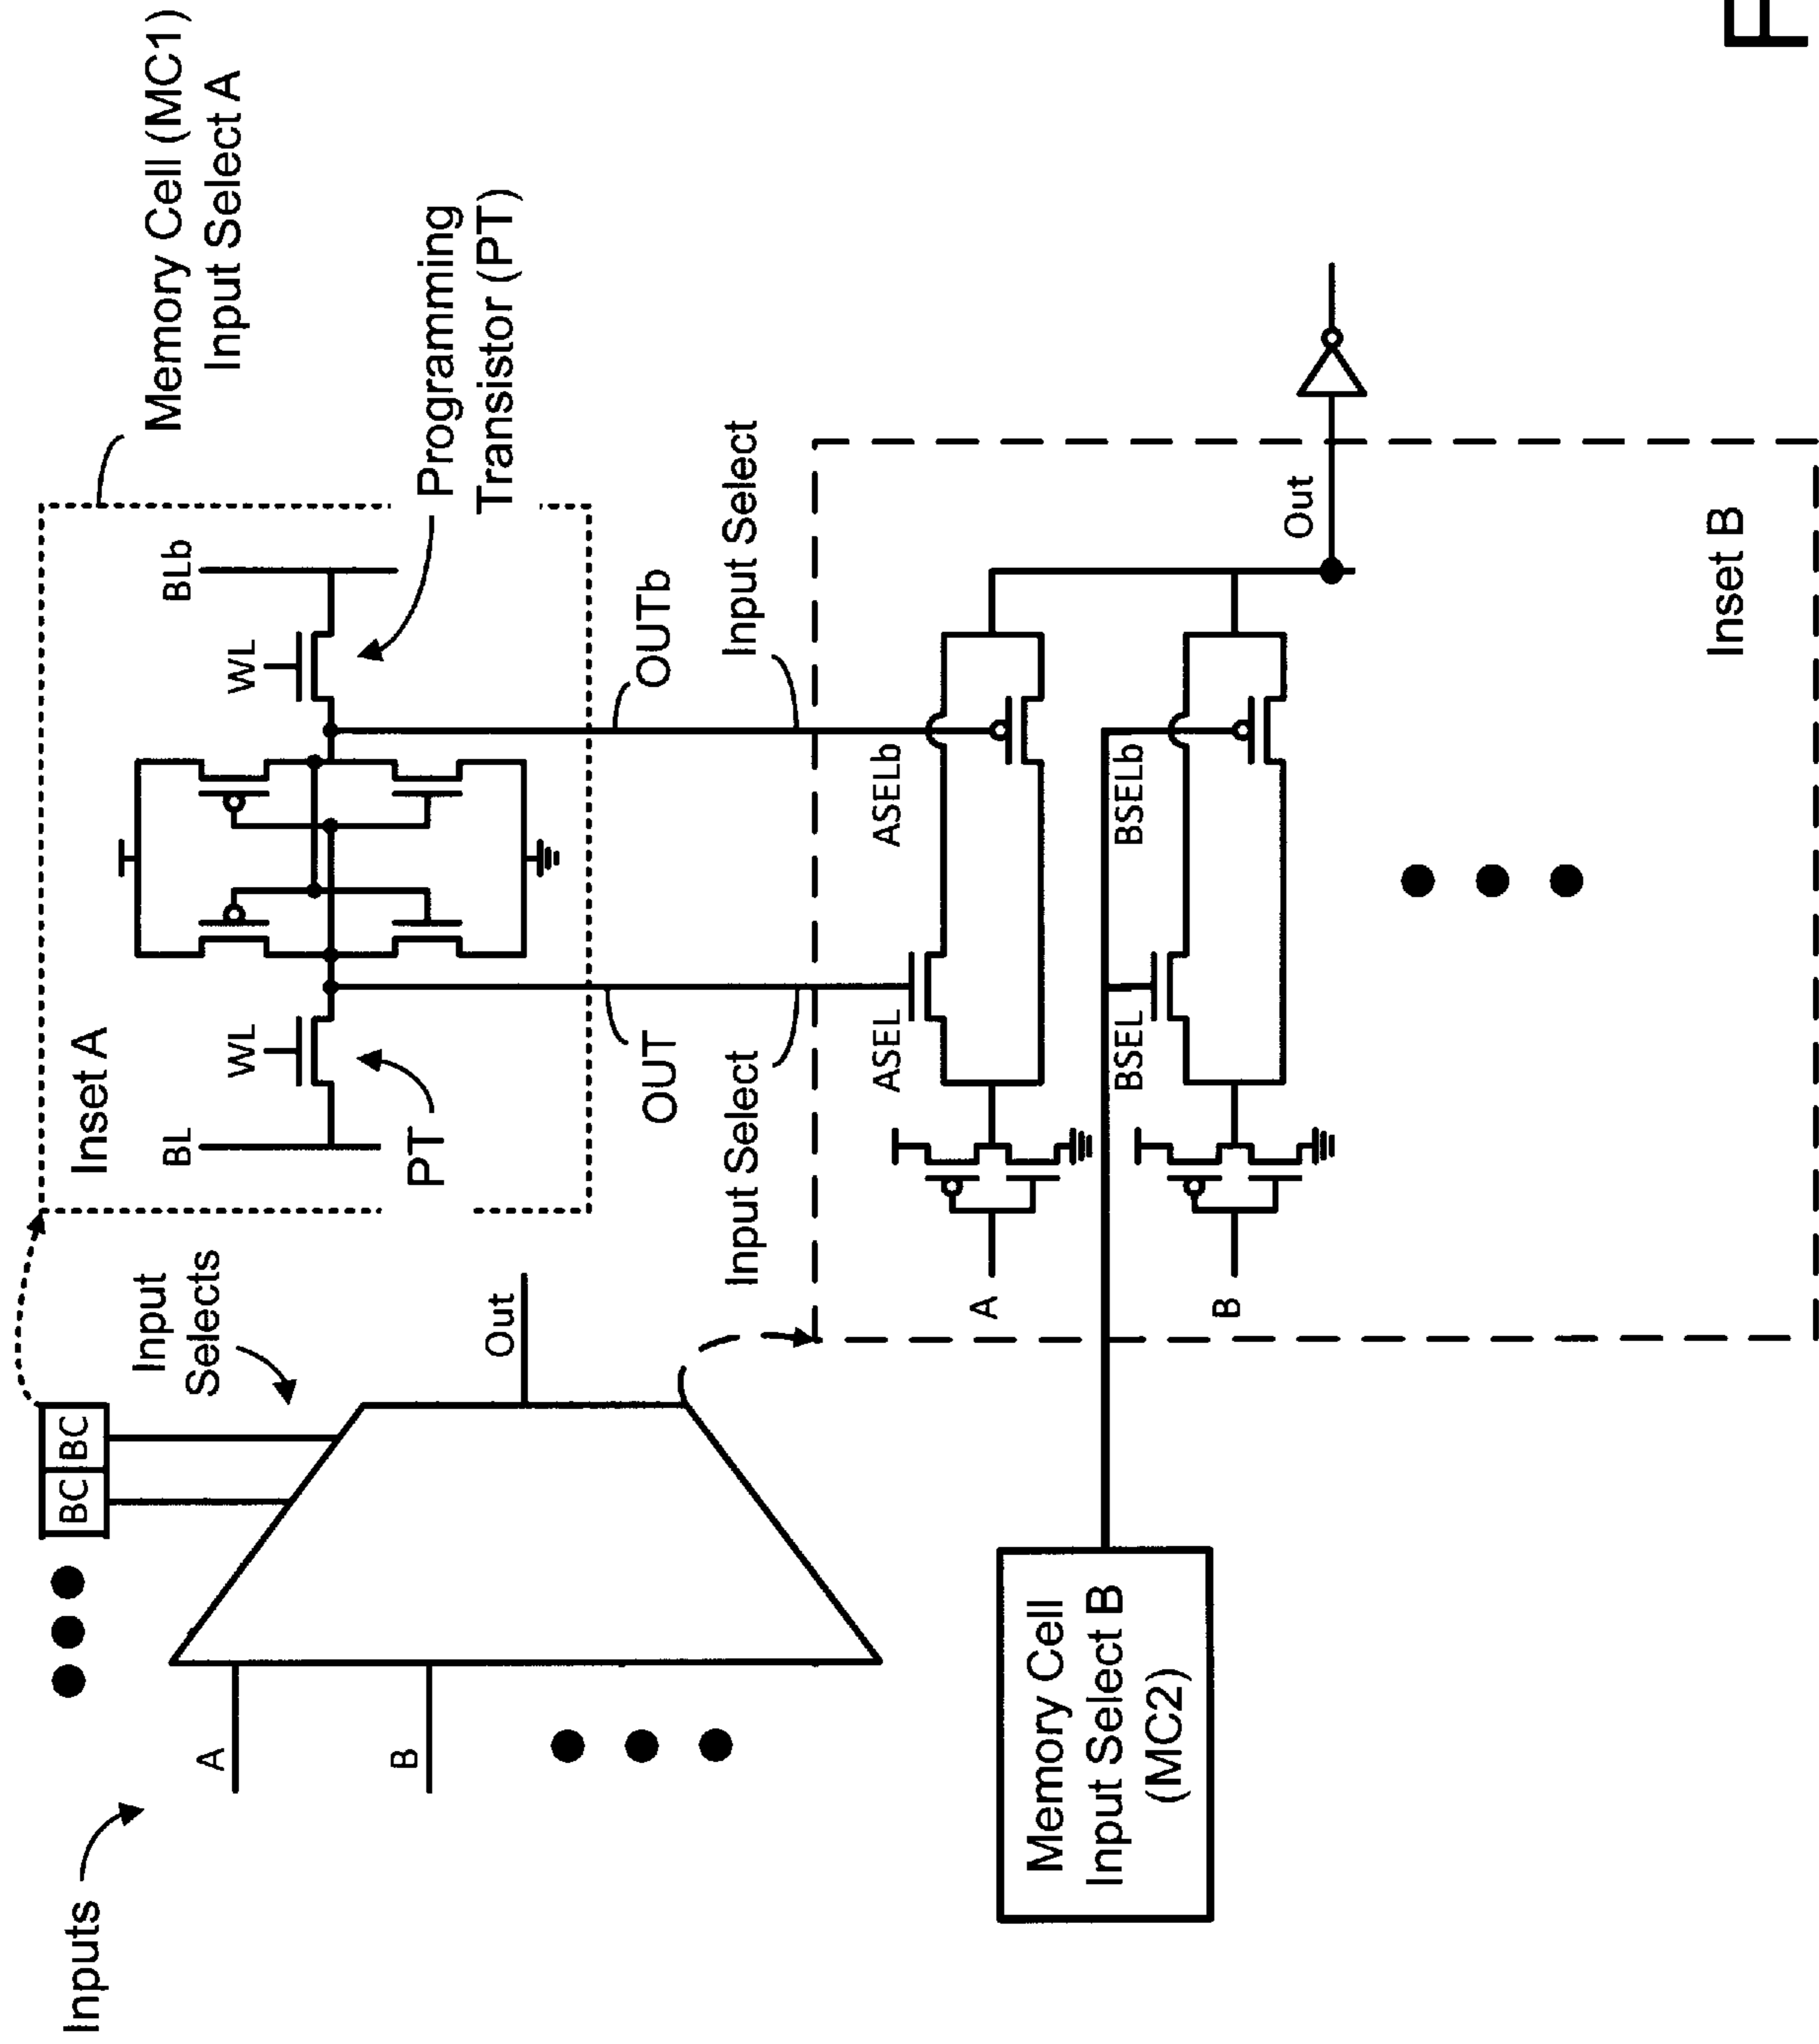 Inputs
A
B
BC
BC
Input
Selects
Out
Inset A
BL
PT
WL
WL
BLb
Memory Cell (MC1)
Input Select A
Programming
Transistor (PT)
OUT
Input Select
OUTb
Input Select
Memory Cell
Input Select B
(MC2)
A
ASEL
ASELb
B
BSEL
BSELb
Out
Inset B
F